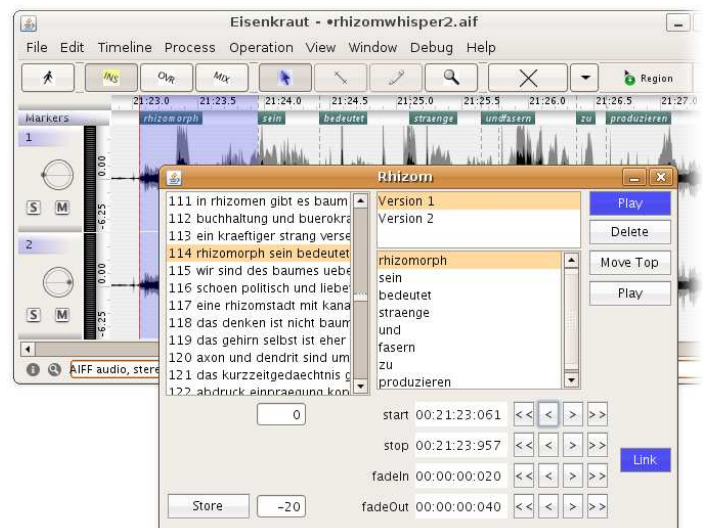 Eisenkraut - •rhizomwhisper2.aif
File Edit Timeline Process Operation View Window Debug Help
INS OVR MIX Region
21:23.0 21:23.5 21:24.0 21:24.5 21:25.0 21:25.5 21:26.0 21:26.5 21:27.0
Markers rhizomorph sein bedeutet straenge undfasern zu produzieren
1
0.00
S M
-6.25
2
0.00
S M
-6.25
AIFF audio, stere
Rhizom
111 in rhizomen gibt es baum
112 buchhaltung und buerokra
113 ein kraeftiger strang verse
114 rhizomorph sein bedeutet
115 wir sind des baumes uebe
116 schoen politisch und liebe
117 eine rhizomstadt mit kana
118 das denken ist nicht baum
119 das gehirn selbst ist eher
120 axon und dendrit sind um
121 das kurzzeitgedaechtnis g
122 abdruck einpraegung kop
Version 1
Version 2
rhizomorph
sein
bedeutet
straenge
und
fasern
zu
produzieren
Play
Delete
Move Top
Play
0 start 00:21:23:061 << < > >>
stop 00:21:23:957 << < > >>
Link
fadeIn 00:00:00:020 << < > >>
Store -20 fadeOut 00:00:00:040 << < > >>